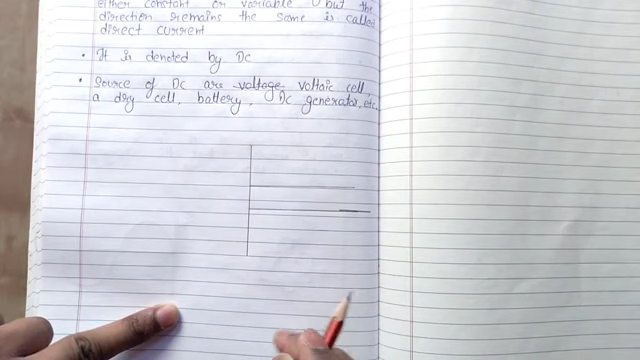 either constant or variable but the
direction remains the same is called
direct current
• It is denoted by Dc
• Source of Dc are voltage voltaic cell,
a dry cell, battery, Dc generator, etc.